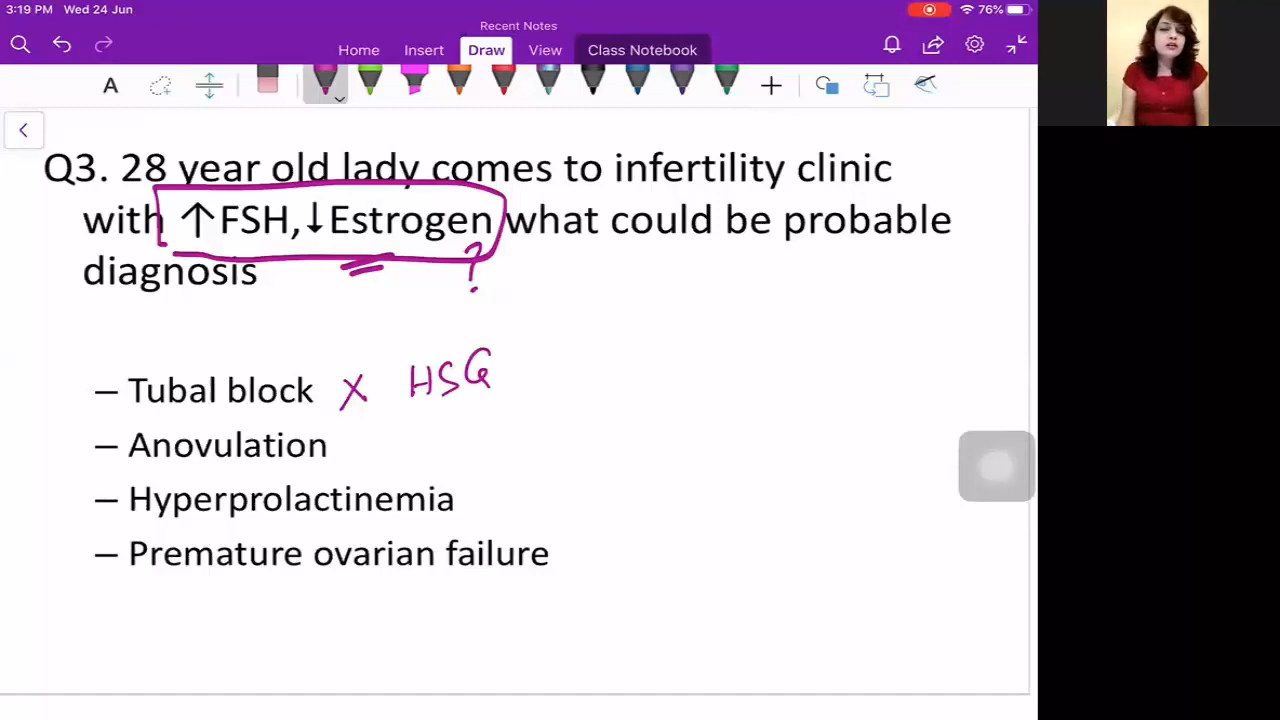 3:19 PM Wed 24 Jun
76%
Recent Notes
Home Insert Draw View Class Notebook
A
Q3. 28 year old lady comes to infertility clinic
with ↑FSH,↓Estrogen what could be probable
diagnosis
?
– Tubal block X HSG
– Anovulation
– Hyperprolactinemia
– Premature ovarian failure